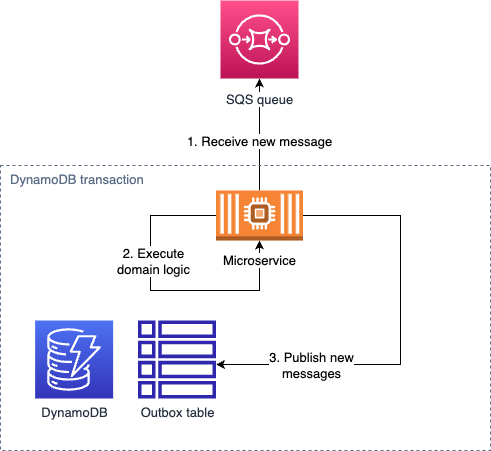 SQS queue
1. Receive new message
DynamoDB transaction
2. Execute
domain logic
Microservice
3. Publish new
messages
DynamoDB
Outbox table